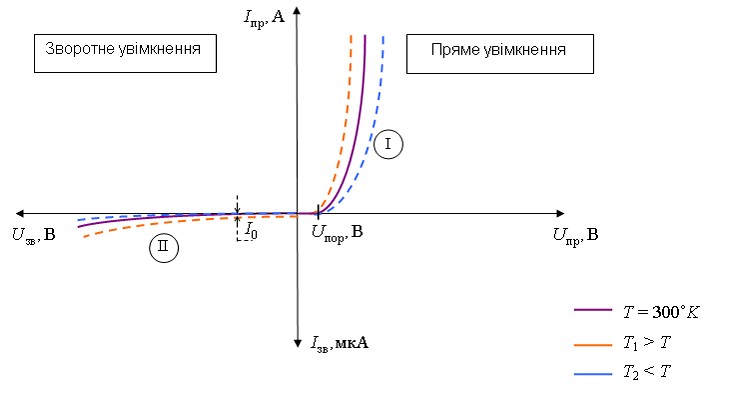 Iпр, А
Зворотне увімкнення
Пряме увімкнення
I
Uзв, В
II
I0
Uпор, В
Uпр, В
Iзв, мкА
T = 300˚K
T1 > T
T2 < T